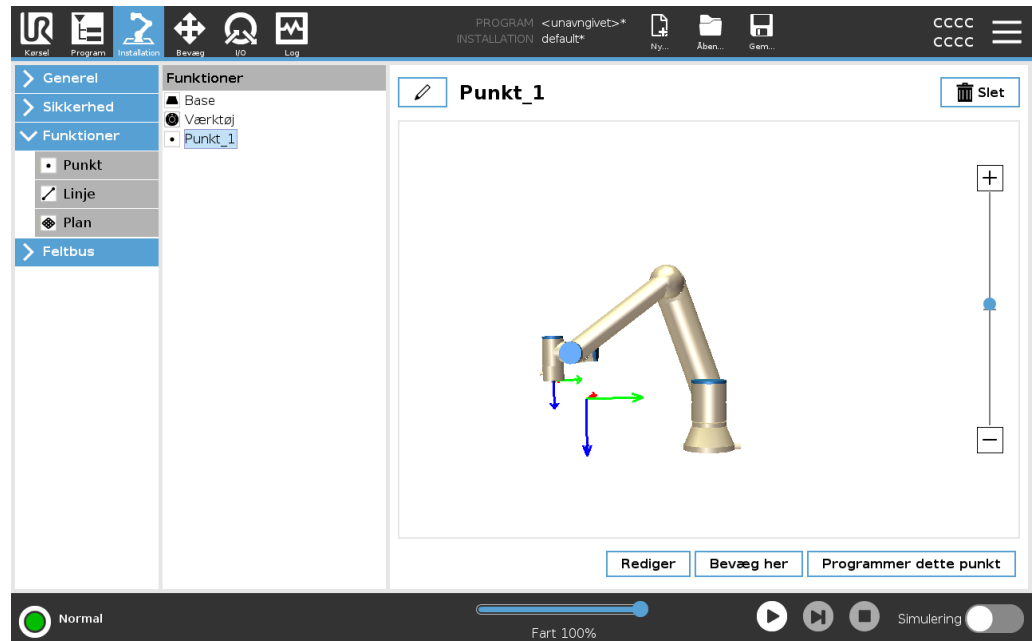 UR
Kørsel
Program
Installation
Bevæg
I/O
Log
PROGRAM <unavngivet>*
INSTALLATION default*
Ny...
Åben...
Gem...
cccc
cccc
Generel
Sikkerhed
Funktioner
Punkt
Linje
Plan
Feltbus
Funktioner
Base
Værktøj
Punkt_1
Punkt_1
Slet
Rediger
Bevæg her
Programmer dette punkt
Normal
Fart 100%
Simulering